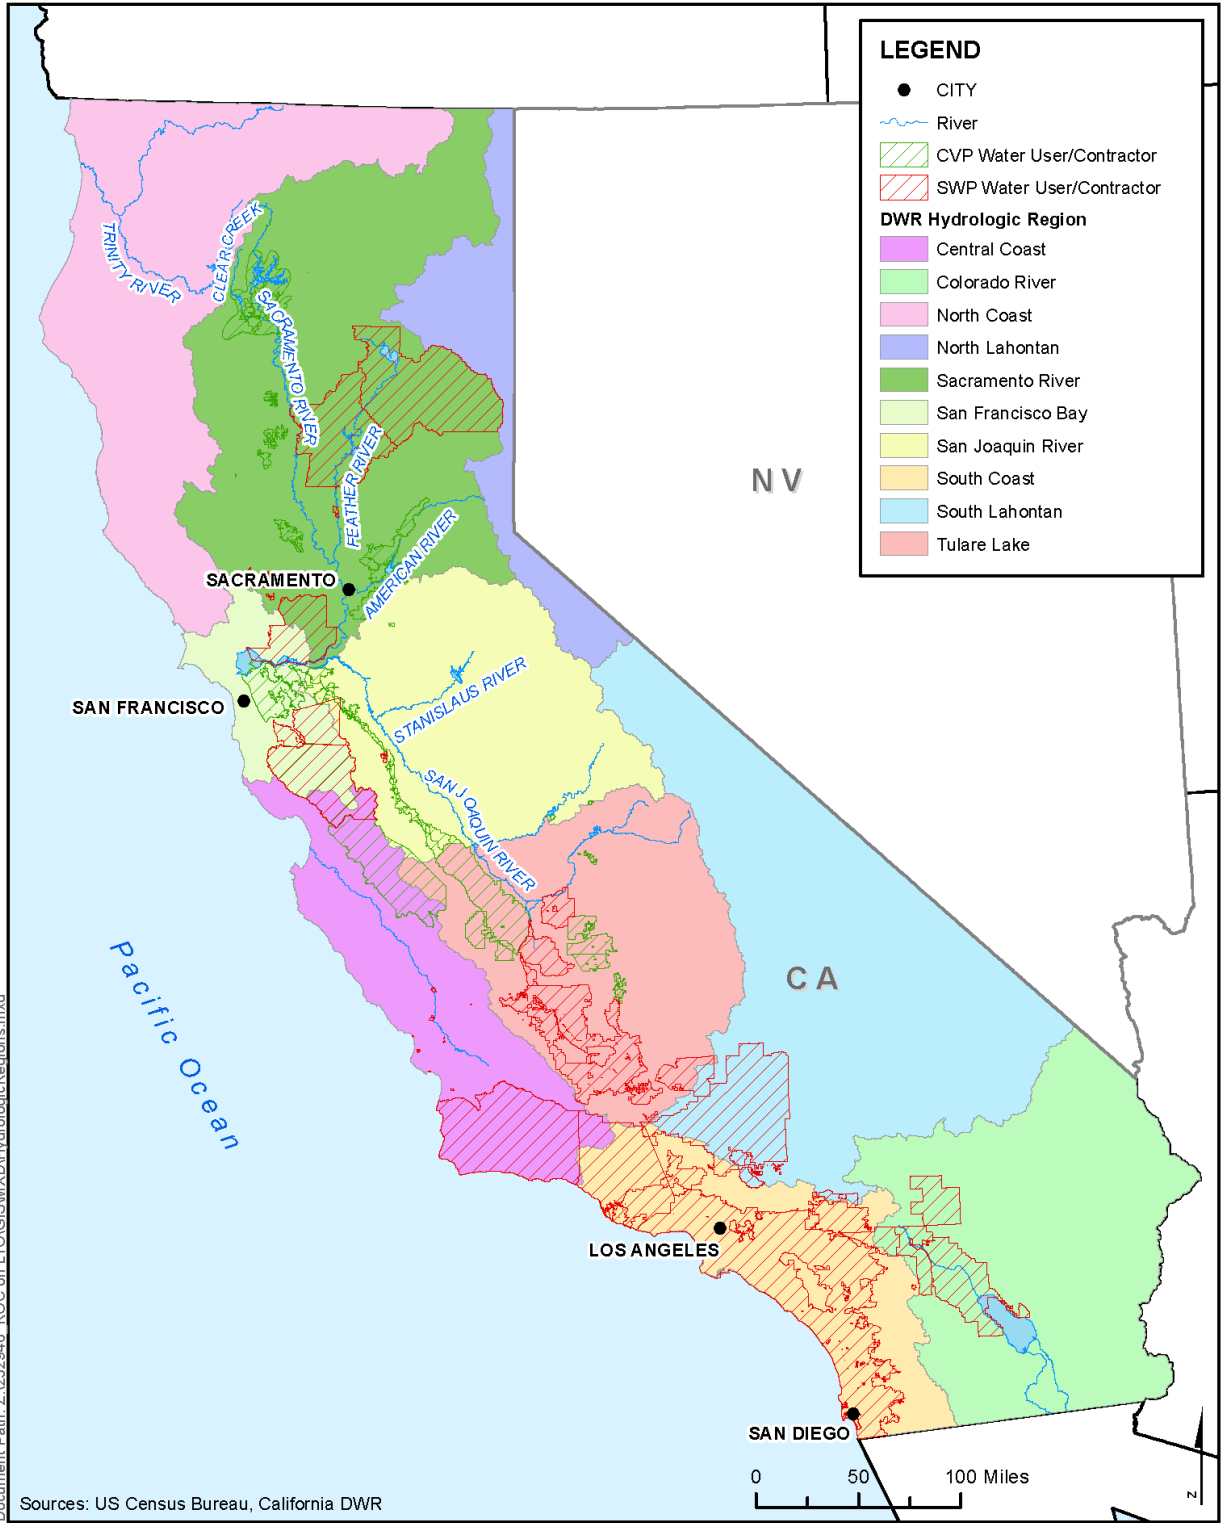 LEGEND
CITY
River
CVP Water User/Contractor
SWP Water User/Contractor
DWR Hydrologic Region
Central Coast
Colorado River
North Coast
North Lahontan
Sacramento River
San Francisco Bay
San Joaquin River
South Coast
South Lahontan
Tulare Lake
TRINITY RIVER
CLEAR CREEK
SACRAMENTO RIVER
FEATHER RIVER
AMERICAN RIVER
NV
SACRAMENTO
SAN FRANCISCO
STANISLAUS RIVER
SAN JOAQUIN RIVER
CA
Pacific Ocean
LOS ANGELES
SAN DIEGO
0 50 100 Miles
N
Sources: US Census Bureau, California DWR